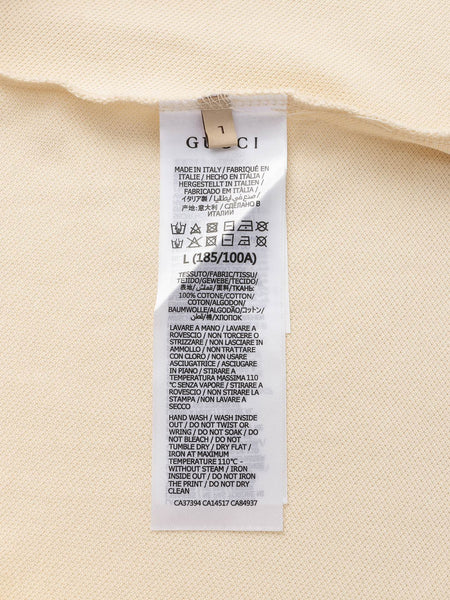 L
GUCCI
MADE IN ITALY / FABRIQUÉ EN
ITALIE / HECHO EN ITALIA /
HERGESTELLT IN ITALIEN /
FABRICADO EM ITÁLIA /
イタリア製 / صنع في إيطاليا /
产地: 意大利 / СДЕЛАНО В
ИТАЛИИ
L (185/100A)
TESSUTO/FABRIC/TISSU/
TEJIDO/GEWEBE/TECIDO/
表地/قماش/面料/ТКАНЬ:
100% COTONE/COTTON/
COTON/ALGODON/
BAUMWOLLE/ALGODÃO/コットン/
قطن/棉/ХЛОПОК
LAVARE A MANO / LAVARE A
ROVESCIO / NON TORCERE O
STRIZZARE / NON LASCIARE IN
AMMOLLO / NON TRATTARE
CON CLORO / NON USARE
ASCIUGATRICE / ASCIUGARE
IN PIANO / STIRARE A
TEMPERATURA MASSIMA 110
°C SENZA VAPORE / STIRARE A
ROVESCIO / NON STIRARE LA
STAMPA / NON LAVARE A
SECCO
HAND WASH / WASH INSIDE
OUT / DO NOT TWIST OR
WRING / DO NOT SOAK / DO
NOT BLEACH / DO NOT
TUMBLE DRY / DRY FLAT /
IRON AT MAXIMUM
TEMPERATURE 110°C -
WITHOUT STEAM / IRON
INSIDE OUT / DO NOT IRON
THE PRINT / DO NOT DRY
CLEAN
CA37394 CA14517 CA84937